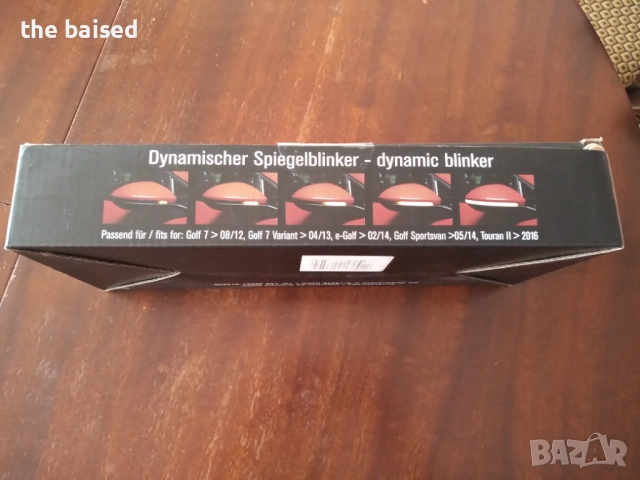 the baised
Dynamischer Spiegelblinker - dynamic blinker
Passend für / fits for: Golf 7 > 08/12, Golf 7 Variant > 04/13, e-Golf > 02/14, Golf Sportsvan >05/14, Touran II > 2016
BAZAR